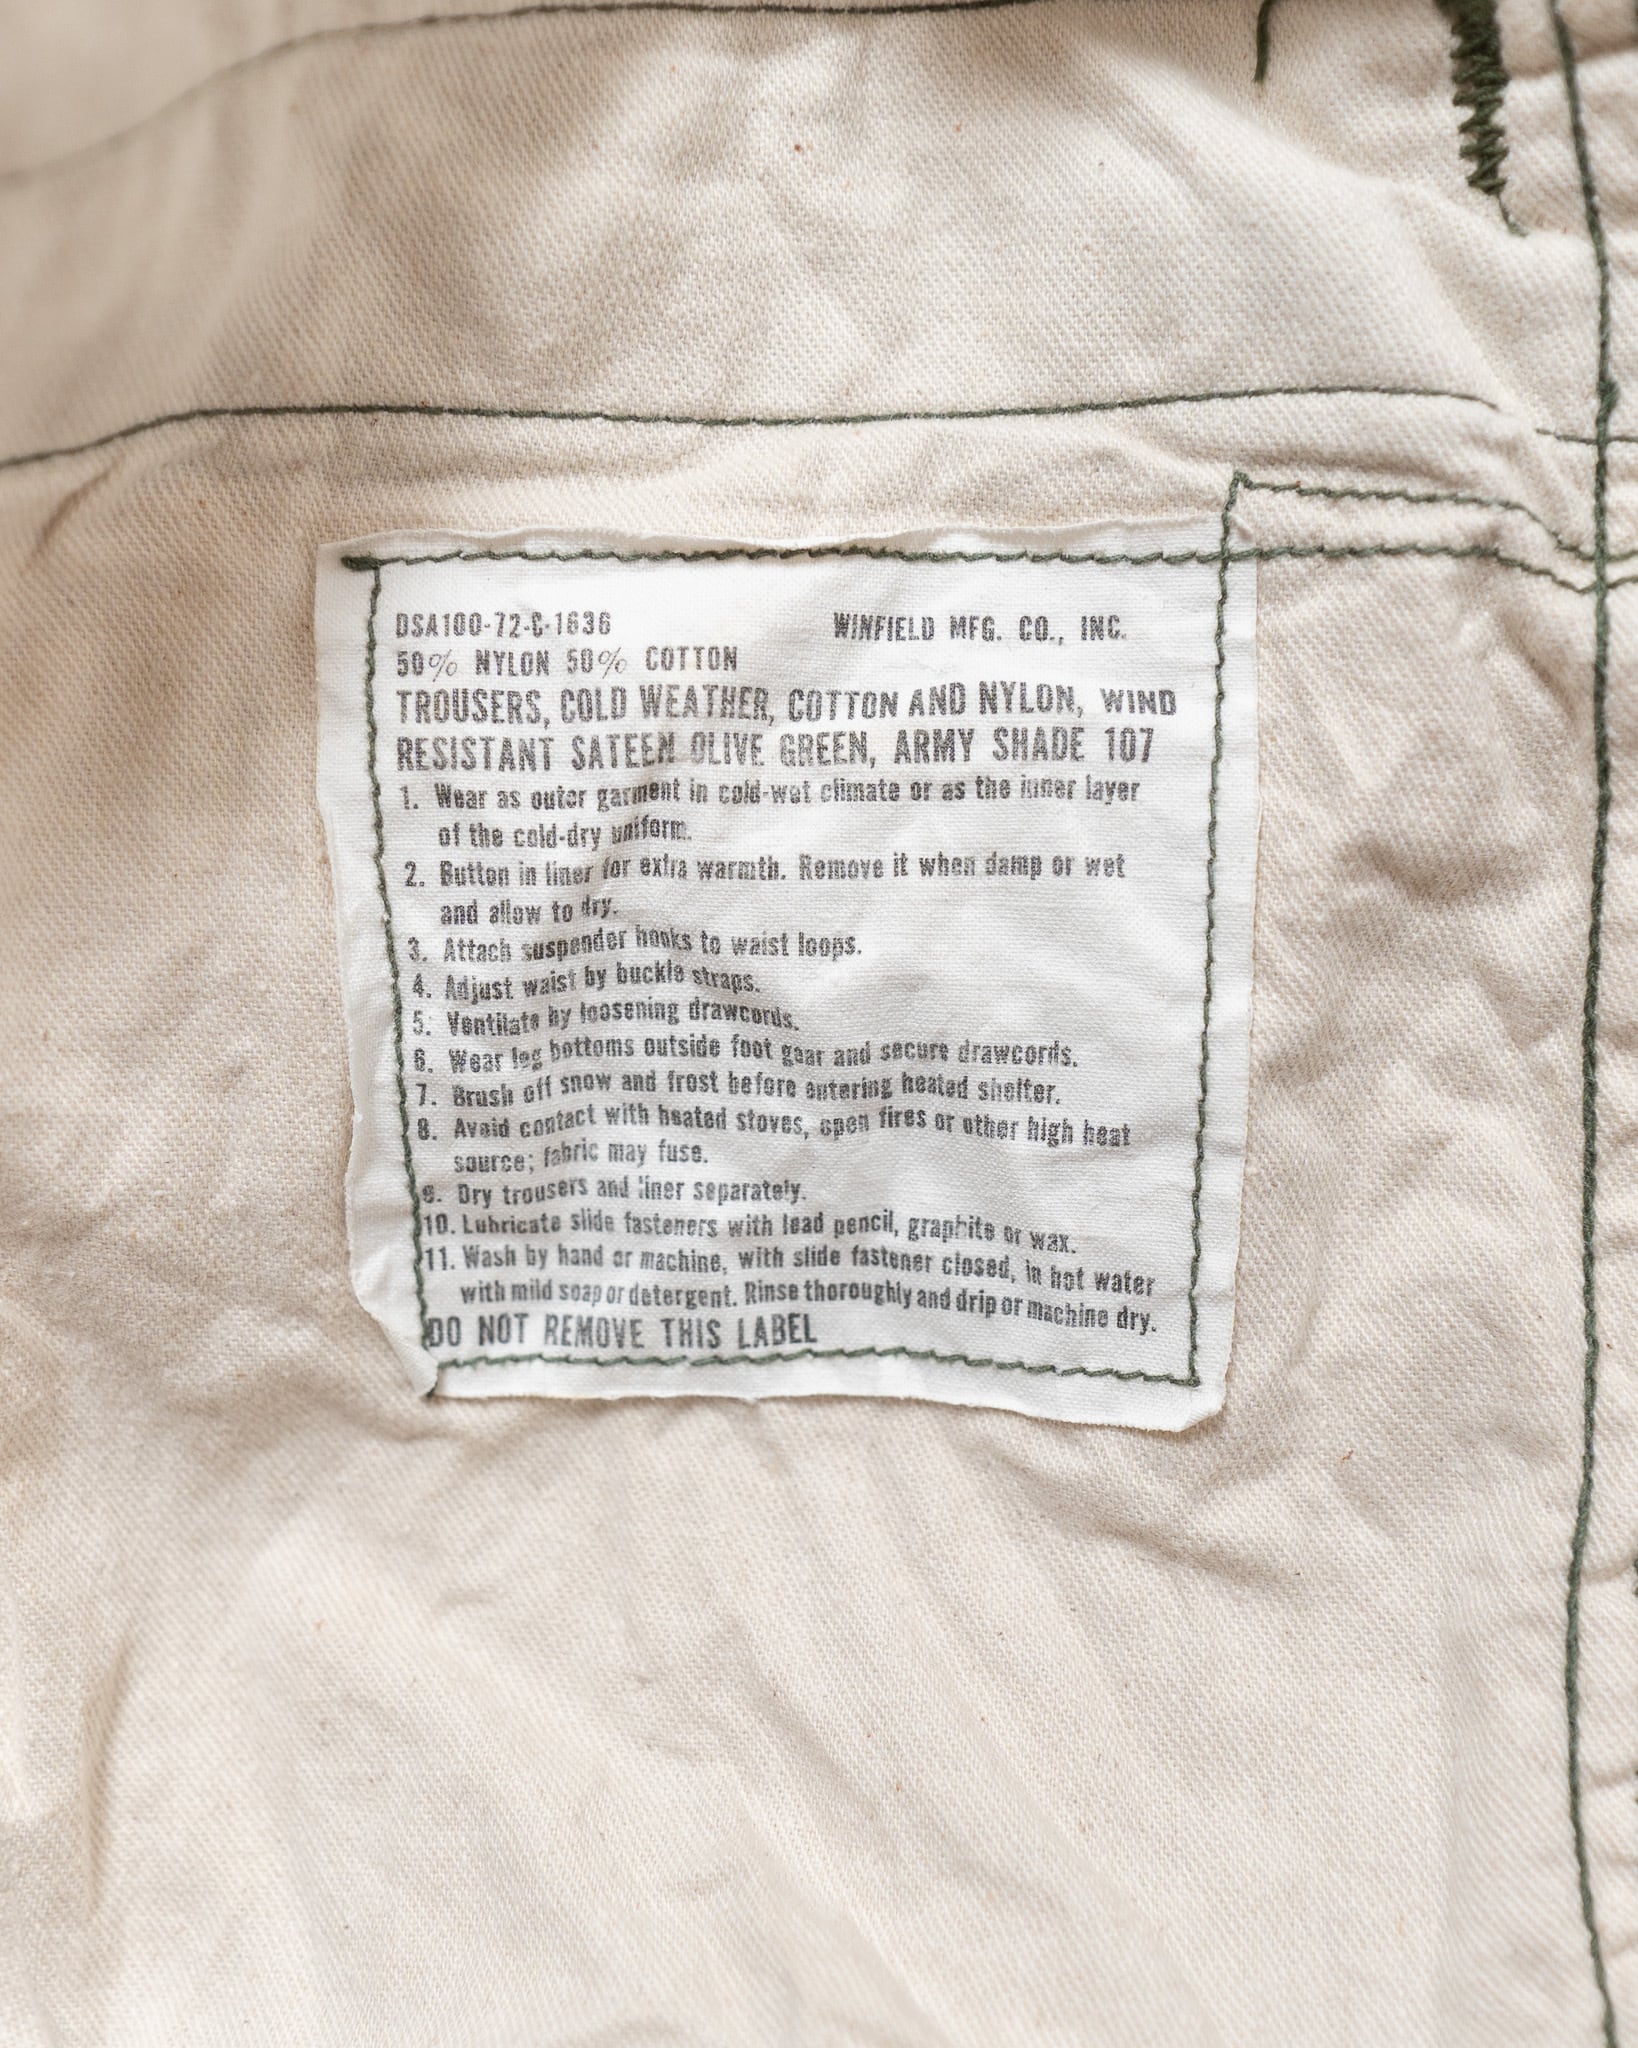 DSA100-72-C-1636 WINFIELD MFG. CO., INC.
50% NYLON 50% COTTON
TROUSERS, COLD WEATHER, COTTON AND NYLON, WIND
RESISTANT SATEEN OLIVE GREEN, ARMY SHADE 107
1. Wear as outer garment in cold-wet climate or as the inner layer
of the cold-dry uniform.
2. Button in liner for extra warmth. Remove it when damp or wet
and allow to dry.
3. Attach suspender hooks to waist loops.
4. Adjust waist by buckle straps.
5. Ventilate by loosening drawcords.
6. Wear leg bottoms outside foot gear and secure drawcords.
7. Brush off snow and frost before entering heated shelter.
8. Avoid contact with heated stoves, open fires or other high heat
source; fabric may fuse.
9. Dry trousers and liner separately.
10. Lubricate slide fasteners with lead pencil, graphite or wax.
11. Wash by hand or machine, with slide fastener closed, in hot water
with mild soap or detergent. Rinse thoroughly and drip or machine dry.
DO NOT REMOVE THIS LABEL